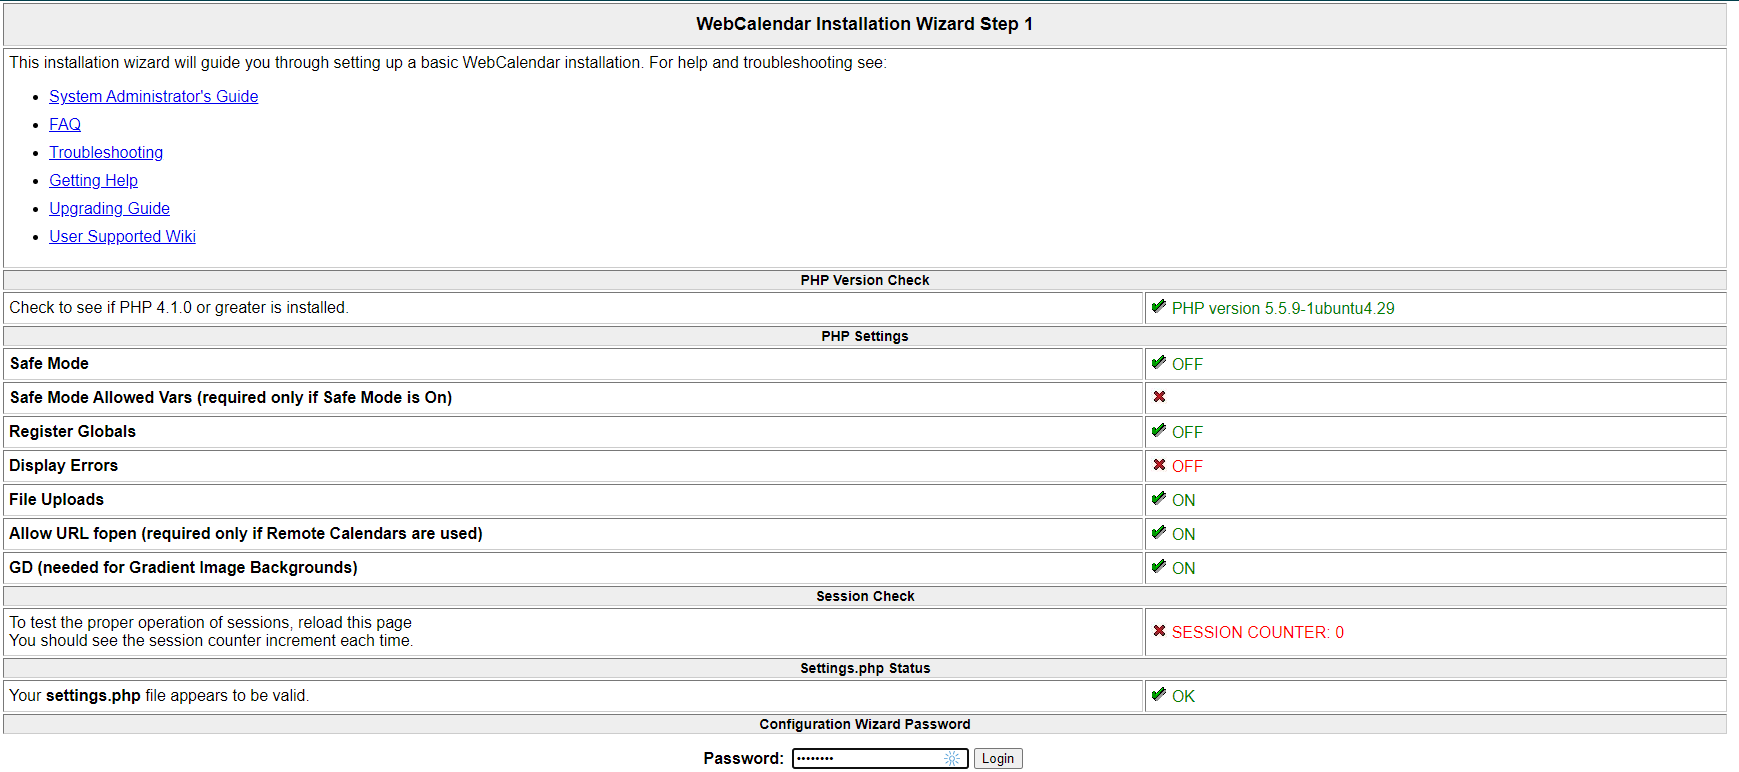 WebCalendar Installation Wizard Step 1
This installation wizard will guide you through setting up a basic WebCalendar installation. For help and troubleshooting see:
System Administrator's Guide
FAQ
Troubleshooting
Getting Help
Upgrading Guide
User Supported Wiki
PHP Version Check
Check to see if PHP 4.1.0 or greater is installed.
PHP version 5.5.9-1ubuntu4.29
PHP Settings
Safe Mode
OFF
Safe Mode Allowed Vars (required only if Safe Mode is On)
Register Globals
OFF
Display Errors
OFF
File Uploads
ON
Allow URL fopen (required only if Remote Calendars are used)
ON
GD (needed for Gradient Image Backgrounds)
ON
Session Check
To test the proper operation of sessions, reload this page
You should see the session counter increment each time.
SESSION COUNTER: 0
Settings.php Status
Your settings.php file appears to be valid.
OK
Configuration Wizard Password
Password: •••••••• Login